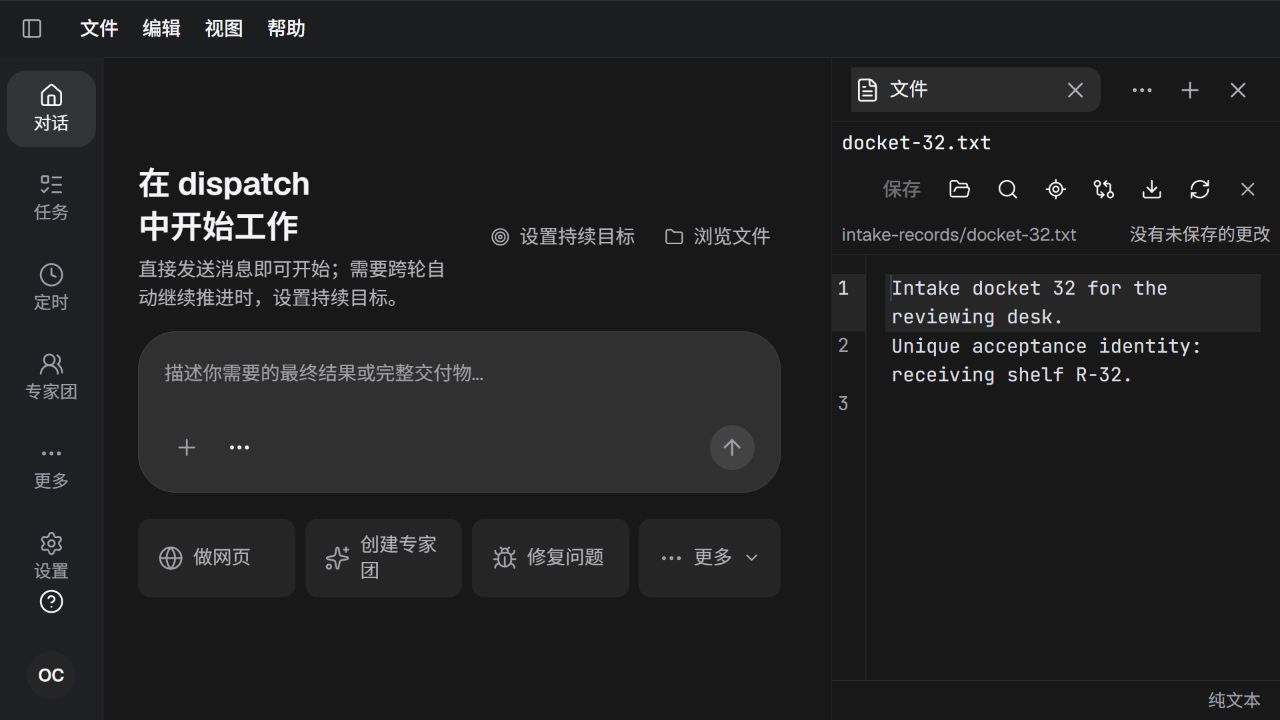 文件 编辑 视图 帮助
对话
任务
定时
专家团
更多
设置
OC
在 dispatch
中开始工作
直接发送消息即可开始；需要跨轮自
动继续推进时，设置持续目标。
设置持续目标
浏览文件
描述你需要的最终结果或完整交付物...
做网页
创建专家
团
修复问题
更多
文件
docket-32.txt
保存
intake-records/docket-32.txt
没有未保存的更改
1 Intake docket 32 for the
reviewing desk.
2 Unique acceptance identity:
receiving shelf R-32.
3
纯文本